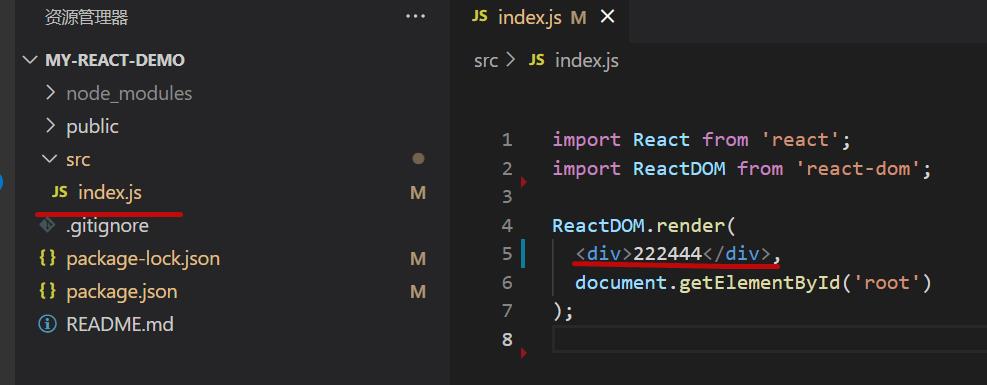 资源管理器 ···
MY-REACT-DEMO
node_modules
public
src
JS index.js M
.gitignore
{} package-lock.json M
{} package.json M
README.md
JS index.js M ×
src > JS index.js
1 import React from 'react';
2 import ReactDOM from 'react-dom';
3
4 ReactDOM.render(
5 <div>222444</div>,
6 document.getElementById('root')
7 );
8